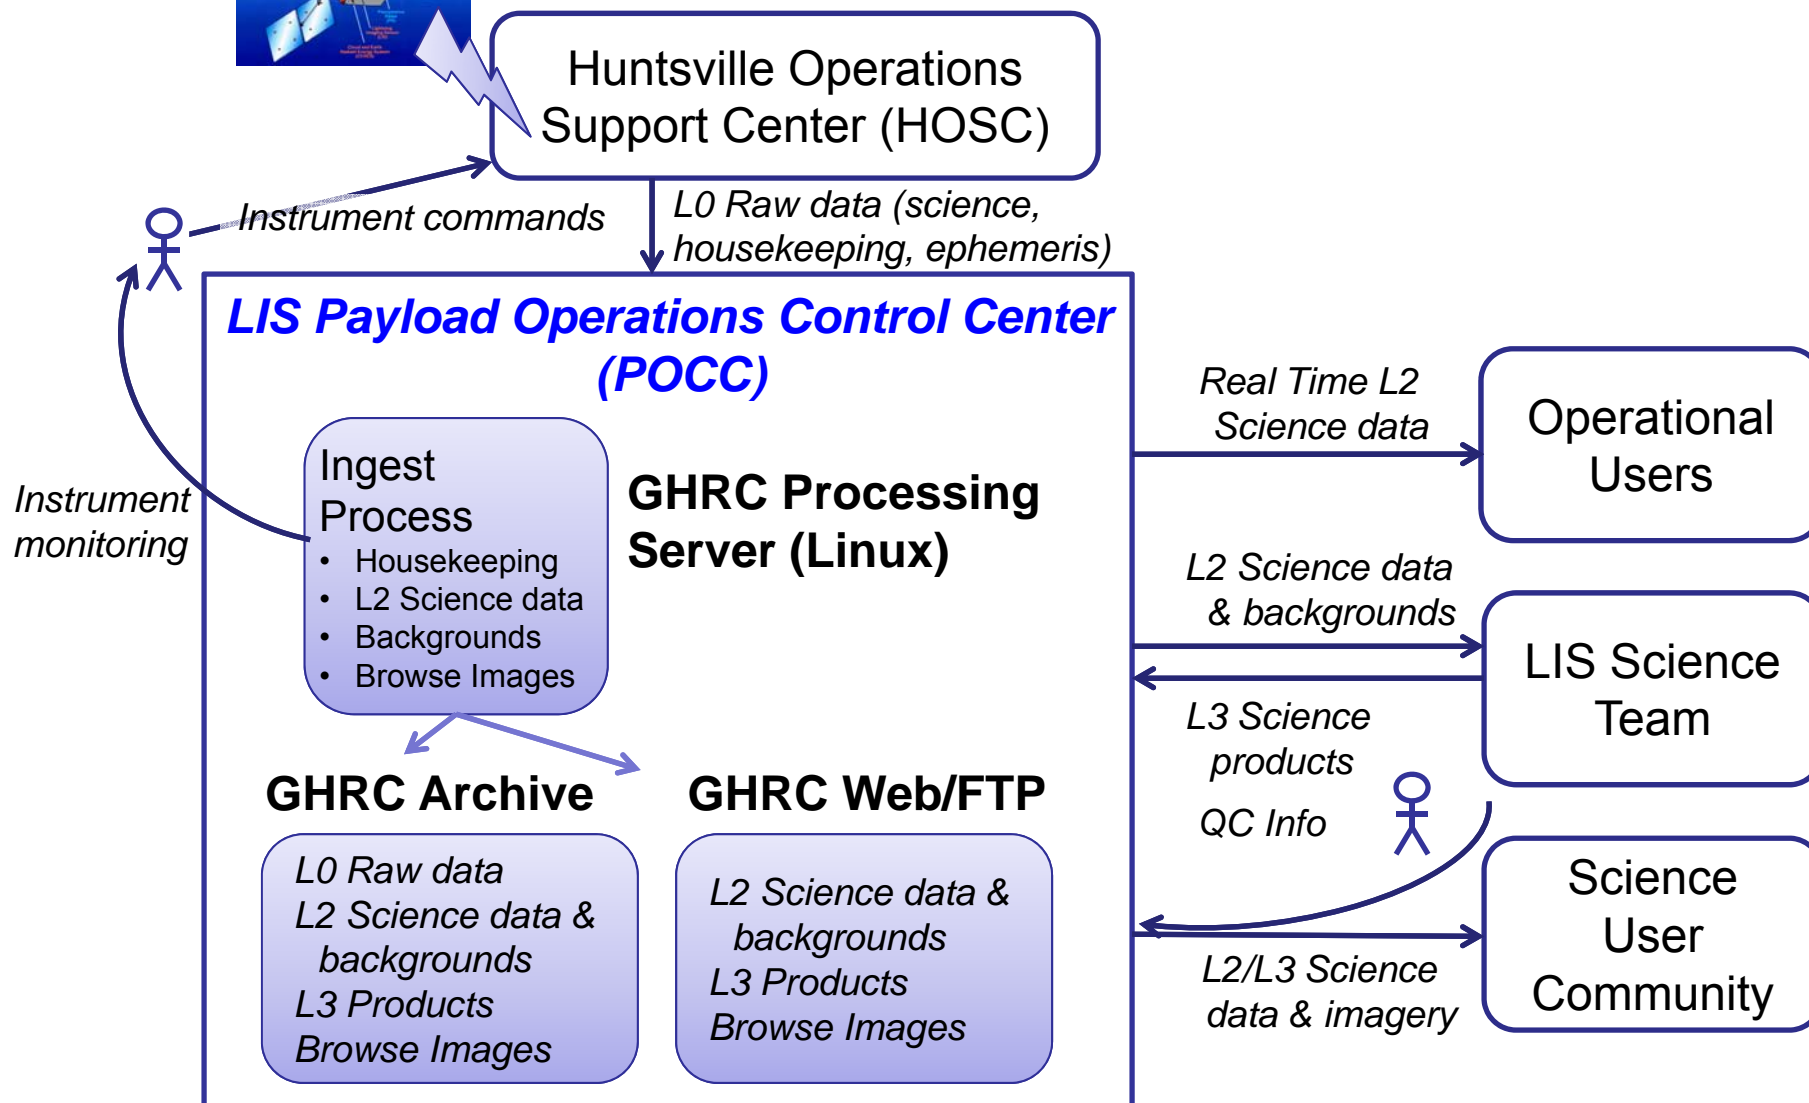 Huntsville Operations
Support Center (HOSC)
Instrument commands
L0 Raw data (science,
housekeeping, ephemeris)
LIS Payload Operations Control Center
(POCC)
Instrument
monitoring
Ingest
Process
• Housekeeping
• L2 Science data
• Backgrounds
• Browse Images
GHRC Processing
Server (Linux)
GHRC Archive
L0 Raw data
L2 Science data &
backgrounds
L3 Products
Browse Images
GHRC Web/FTP
L2 Science data &
backgrounds
L3 Products
Browse Images
Real Time L2
Science data
Operational
Users
L2 Science data
& backgrounds
LIS Science
Team
L3 Science
products
QC Info
Science
User
Community
L2/L3 Science
data & imagery